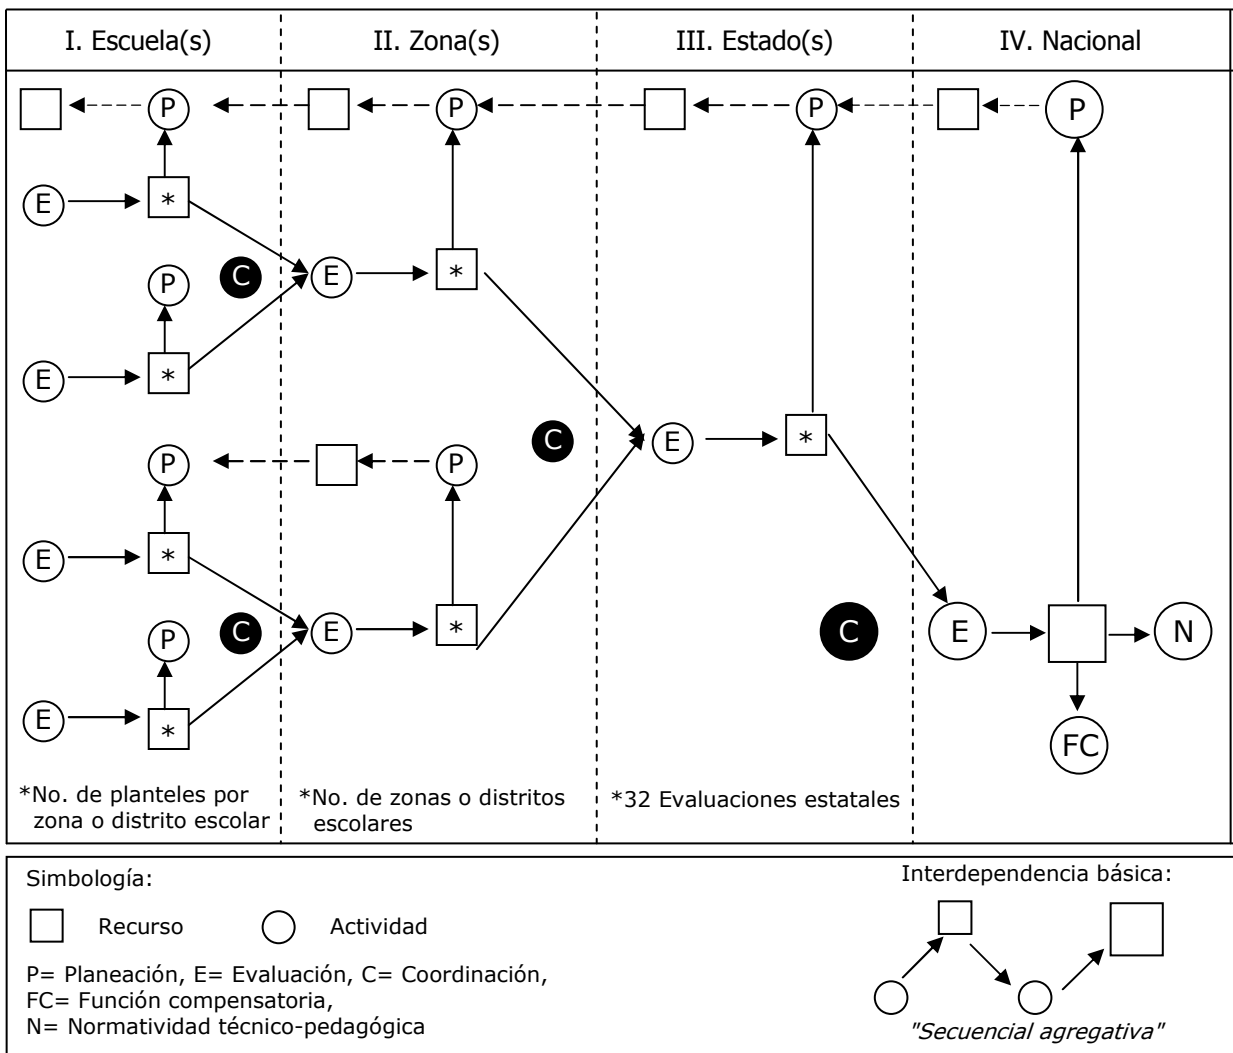 I. Escuela(s) II. Zona(s) III. Estado(s) IV. Nacional
P P P P
E *
E *
P C
E *
P P
C E *
E *
P C E * C E N
E * FC
*No. de planteles por zona o distrito escolar
*No. de zonas o distritos escolares
*32 Evaluaciones estatales
Simbología:
Recurso Actividad
P= Planeación, E= Evaluación, C= Coordinación,
FC= Función compensatoria,
N= Normatividad técnico-pedagógica
Interdependencia básica:
"Secuencial agregativa"